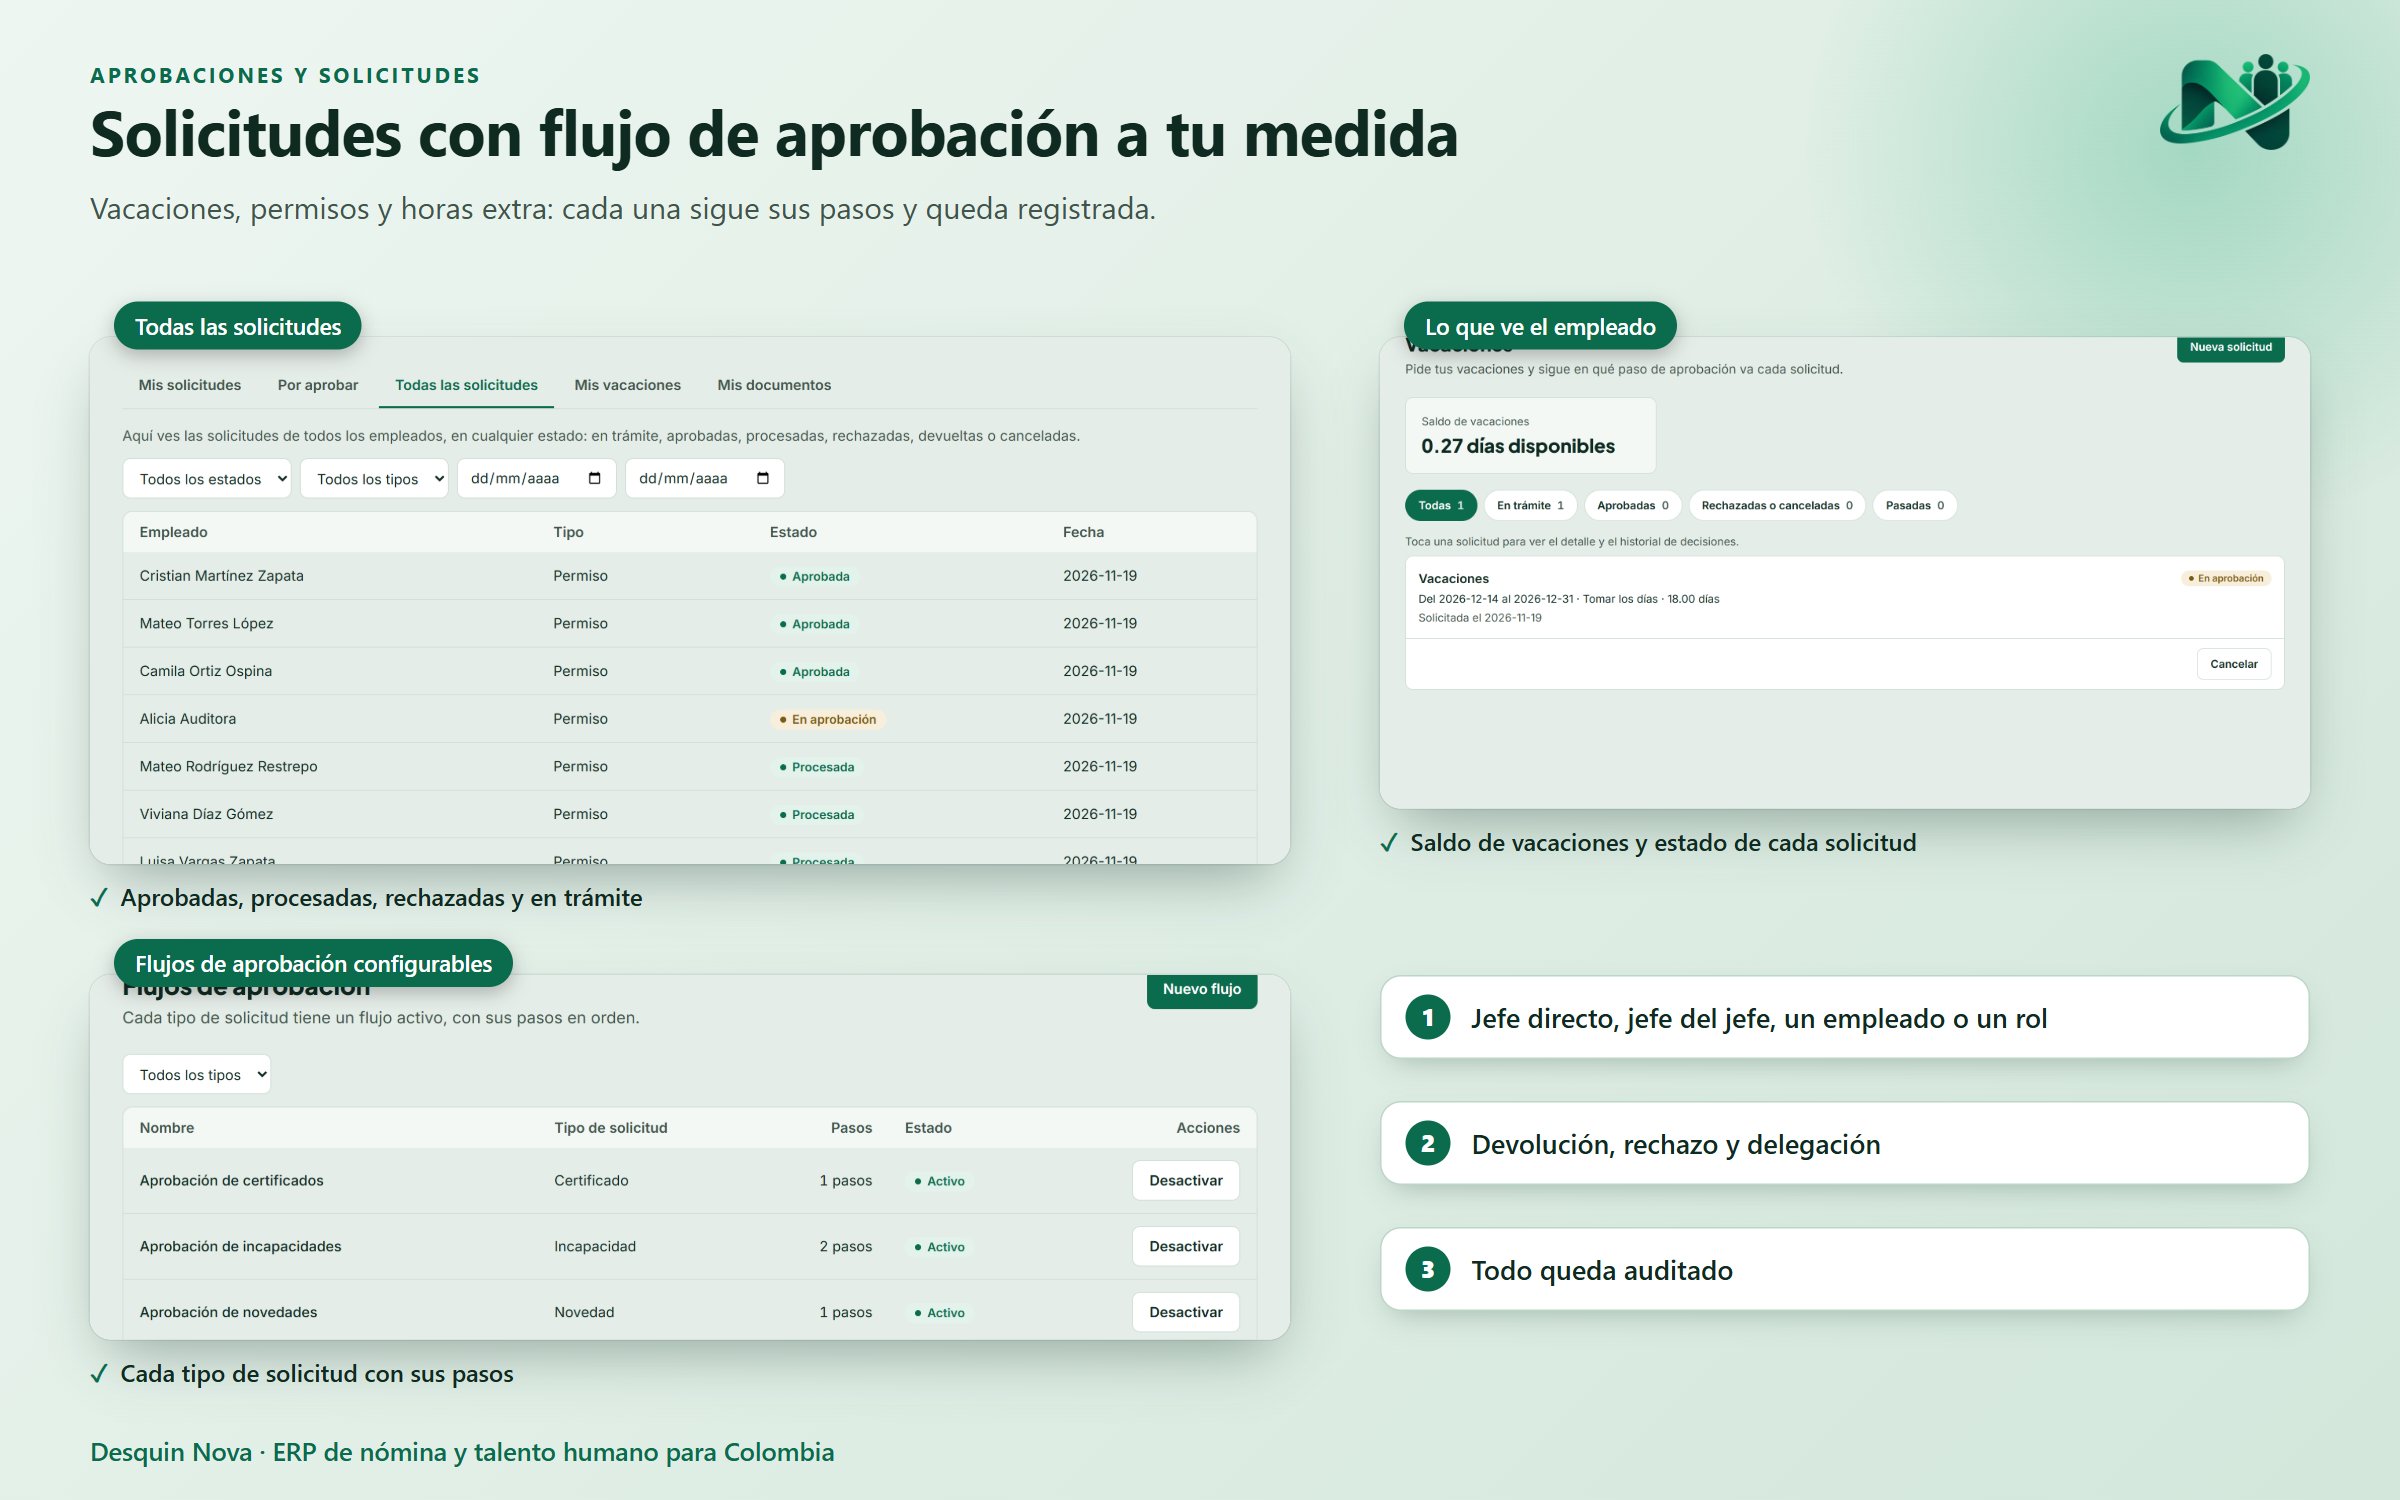 APROBACIONES Y SOLICITUDES
Solicitudes con flujo de aprobación a tu medida
Vacaciones, permisos y horas extra: cada una sigue sus pasos y queda registrada.
Todas las solicitudes
Mis solicitudes Por aprobar Todas las solicitudes Mis vacaciones Mis documentos
Aquí ves las solicitudes de todos los empleados, en cualquier estado: en trámite, aprobadas, procesadas, rechazadas, devueltas o canceladas.
Todos los estados Todos los tipos dd/mm/aaaa dd/mm/aaaa
Empleado Tipo Estado Fecha
Cristian Martínez Zapata Permiso Aprobada 2026-11-19
Mateo Torres López Permiso Aprobada 2026-11-19
Camila Ortiz Ospina Permiso Aprobada 2026-11-19
Alicia Auditora Permiso En aprobación 2026-11-19
Mateo Rodríguez Restrepo Permiso Procesada 2026-11-19
Viviana Díaz Gómez Permiso Procesada 2026-11-19
Luisa Vargas Zapata Permiso Procesada 2026-11-19
✓ Aprobadas, procesadas, rechazadas y en trámite
Lo que ve el empleado
Vacaciones Nueva solicitud
Pide tus vacaciones y sigue en qué paso de aprobación va cada solicitud.
Saldo de vacaciones
0.27 días disponibles
Todas 1 En trámite 1 Aprobadas 0 Rechazadas o canceladas 0 Pasadas 0
Toca una solicitud para ver el detalle y el historial de decisiones.
Vacaciones En aprobación
Del 2026-12-14 al 2026-12-31 · Tomar los días · 18.00 días
Solicitada el 2026-11-19
Cancelar
✓ Saldo de vacaciones y estado de cada solicitud
Flujos de aprobación configurables
Flujos de aprobación Nuevo flujo
Cada tipo de solicitud tiene un flujo activo, con sus pasos en orden.
Todos los tipos
Nombre Tipo de solicitud Pasos Estado Acciones
Aprobación de certificados Certificado 1 pasos Activo Desactivar
Aprobación de incapacidades Incapacidad 2 pasos Activo Desactivar
Aprobación de novedades Novedad 1 pasos Activo Desactivar
✓ Cada tipo de solicitud con sus pasos
1 Jefe directo, jefe del jefe, un empleado o un rol
2 Devolución, rechazo y delegación
3 Todo queda auditado
Desquin Nova · ERP de nómina y talento humano para Colombia